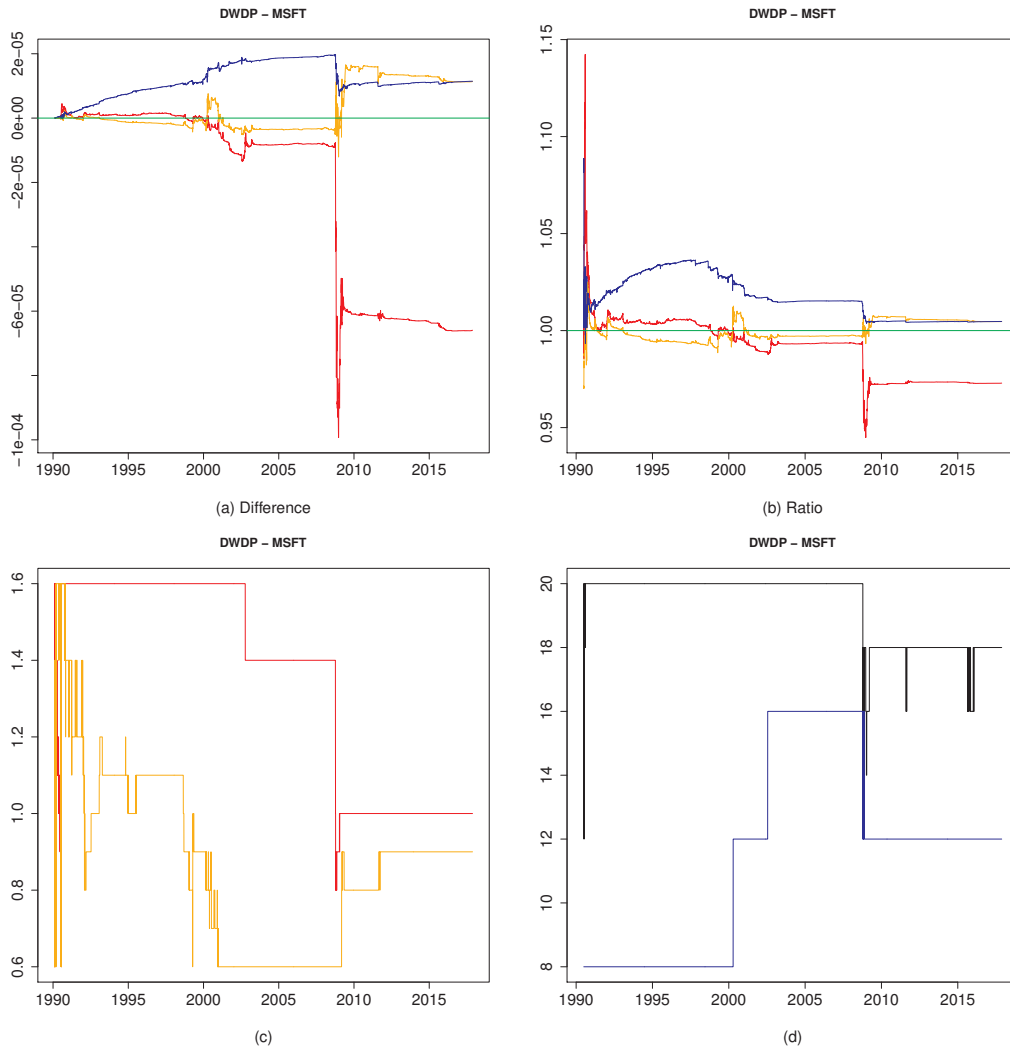 DWDP − MSFT
2e−05
0e+00
−2e−05
−6e−05
−1e−04
1990 1995 2000 2005 2010 2015
(a) Difference
DWDP − MSFT
1.15
1.10
1.05
1.00
0.95
1990 1995 2000 2005 2010 2015
(b) Ratio
DWDP − MSFT
1.6
1.4
1.2
1.0
0.8
0.6
1990 1995 2000 2005 2010 2015
(c)
DWDP − MSFT
20
18
16
14
12
10
8
1990 1995 2000 2005 2010 2015
(d)